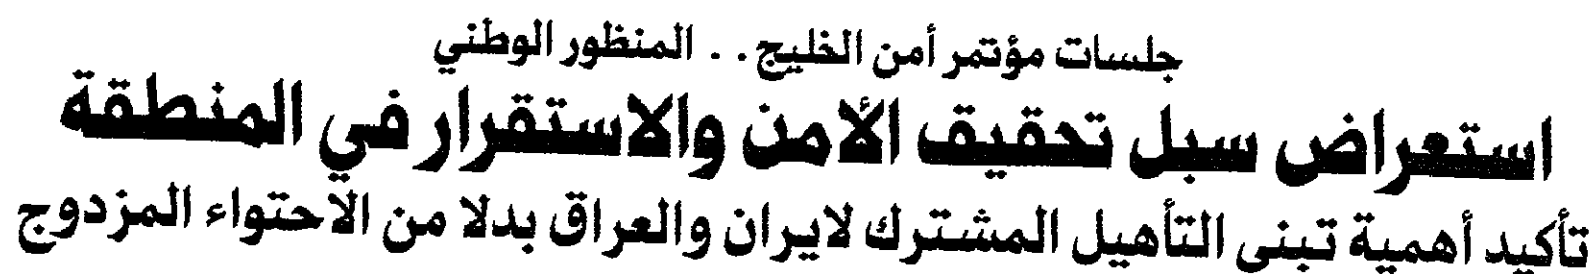 جلسات مؤتمر أمن الخليج . . المنظور الوطني
استعراض سبل تحقيق الأمن والاستقرار في المنطقة
تأكيد أهمية تبنى التأهيل المشترك لايران والعراق بدلا من الاحتواء المزدوج